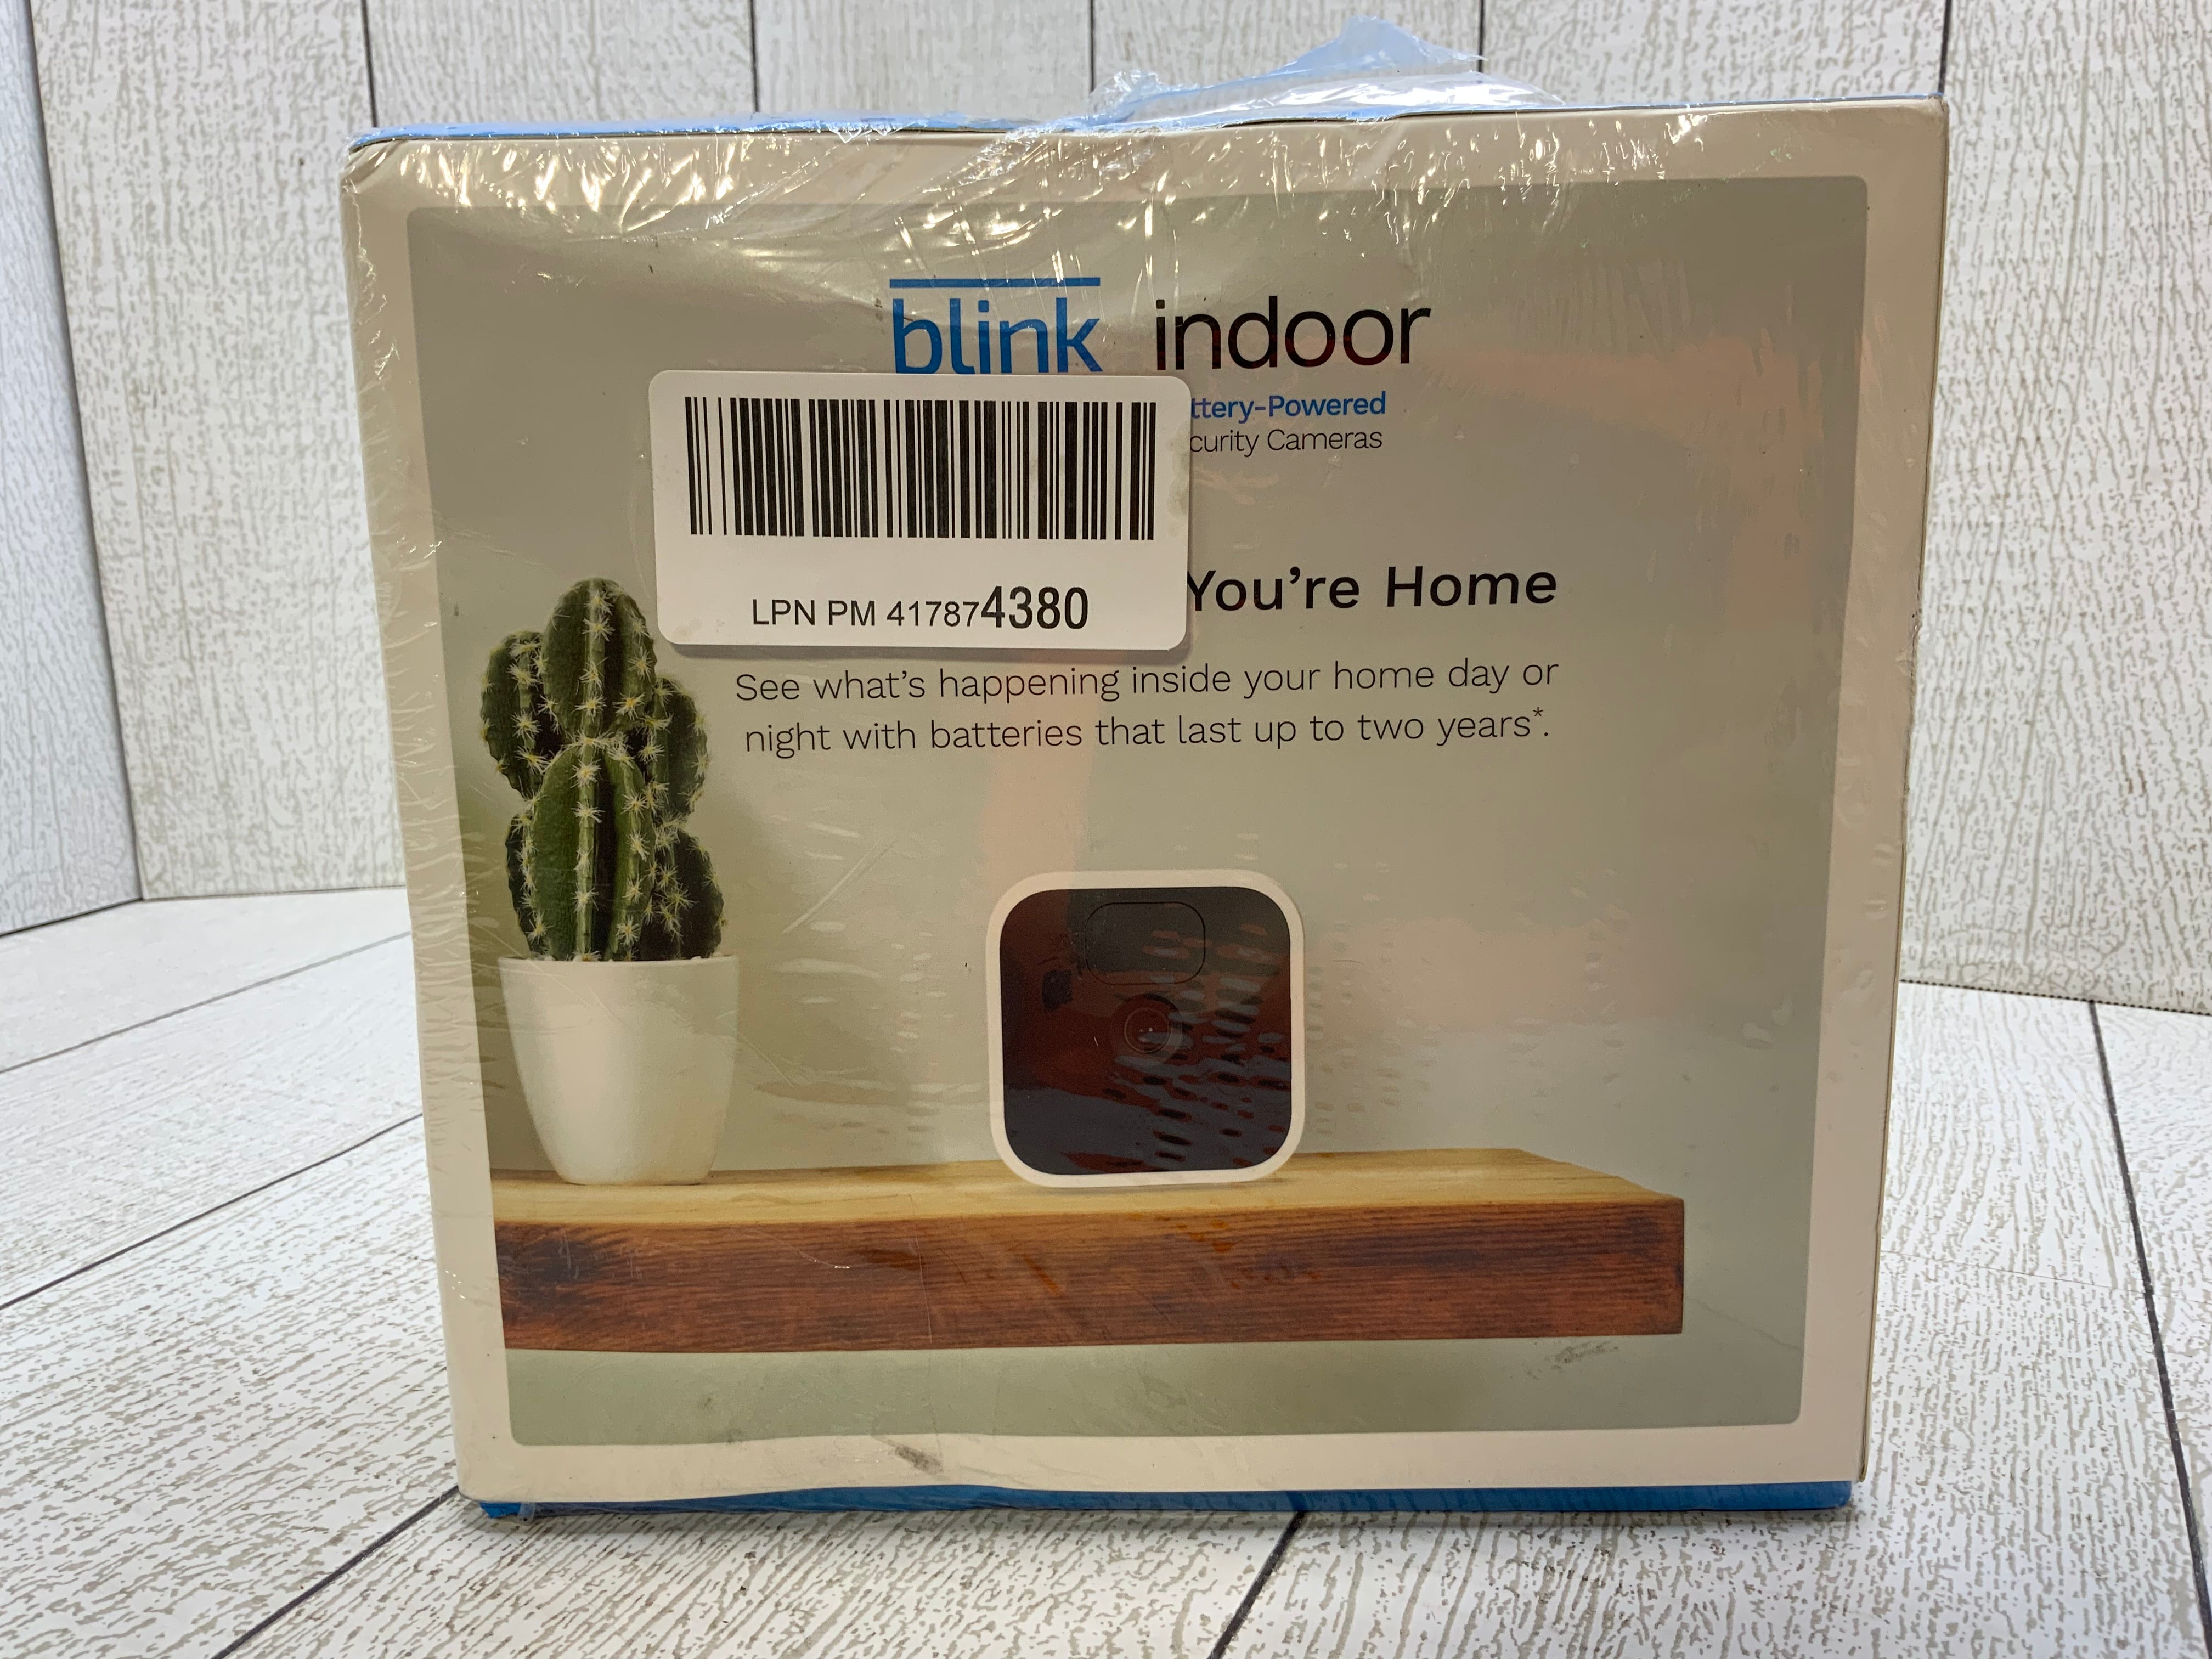 blink indoor
ttery-Powered
curity Cameras
LPN PM 417874380
You're Home
See what's happening inside your home day or
night with batteries that last up to two years*.